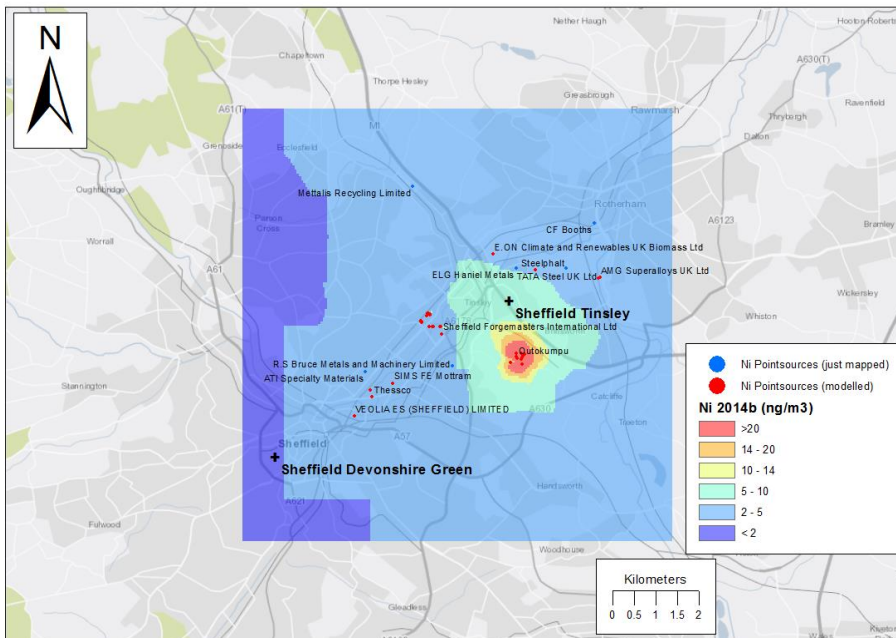 N
Nether Haugh
Hooton Roberts
A61(T)
Chapeltown
Thorpe Hesley
A630(T)
Greasbrough
Rawmarsh
Ravenfield
M1
Thrybergh
Grenoside
Ecclesfield
Dalton
Oughtibridge
Mettalis Recycling Limited
Rotherham
A6123
Parson
Cross
CF Booths
Bramley
Worrall
E.ON Climate and Renewables UK Biomass Ltd
A61
Steelphalt
ELG Haniel Metals
TATA Steel UK Ltd
AMG Superalloys UK Ltd
Wickersley
Tinsley
Sheffield Tinsley
Whiston
Sheffield Forgemasters International Ltd
Outokumpu
R.S Bruce Metals and Machinery Limited
ATI Specialty Materials
SIMS FE Mottram
Stannington
Thessco
Catcliffe
VEOLIA ES (SHEFFIELD) LIMITED
A630
Treeton
A57
Sheffield
Sheffield Devonshire Green
Handsworth
Fulwood
Woodhouse
Gleadless
Ni Pointsources (just mapped)
Ni Pointsources (modelled)
Ni 2014b (ng/m3)
>20
14 - 20
10 - 14
5 - 10
2 - 5
< 2
Kilometers
0 0.5 1 1.5 2